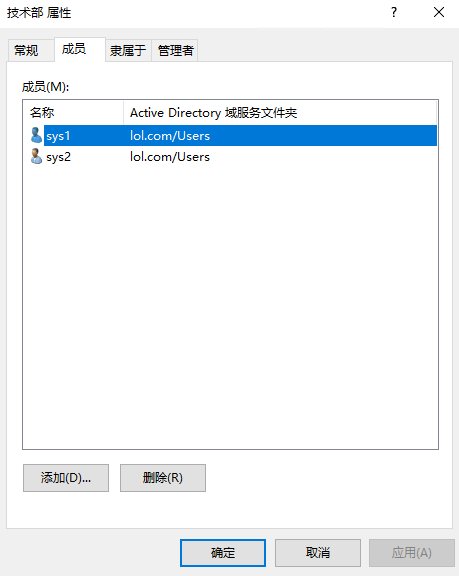 技术部 属性 ?
常规 成员 隶属于 管理者
成员(M):
名称 Active Directory 域服务文件夹
sys1 lol.com/Users
sys2 lol.com/Users
添加(D)... 删除(R)
确定 取消 应用(A)